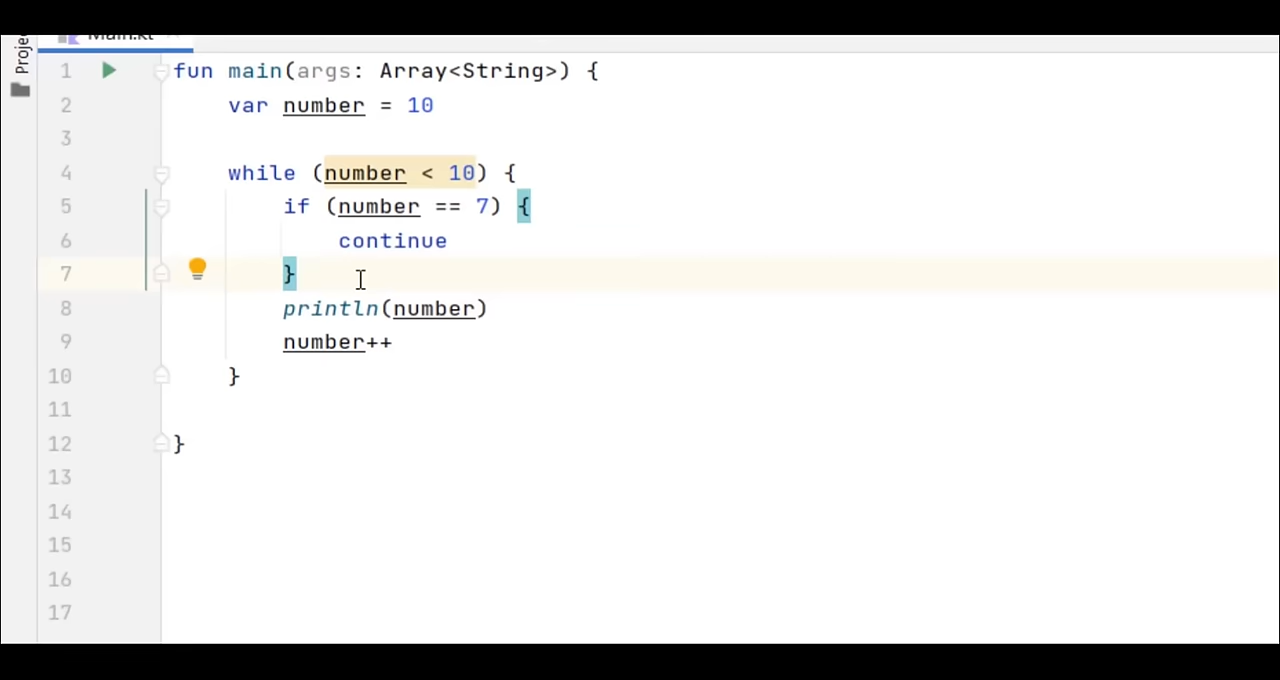 Main.kt
Projec
1 fun main(args: Array<String>) {
2 var number = 10
3
4 while (number < 10) {
5 if (number == 7) {
6 continue
7 }
8 println(number)
9 number++
10 }
11
12 }
13
14
15
16
17